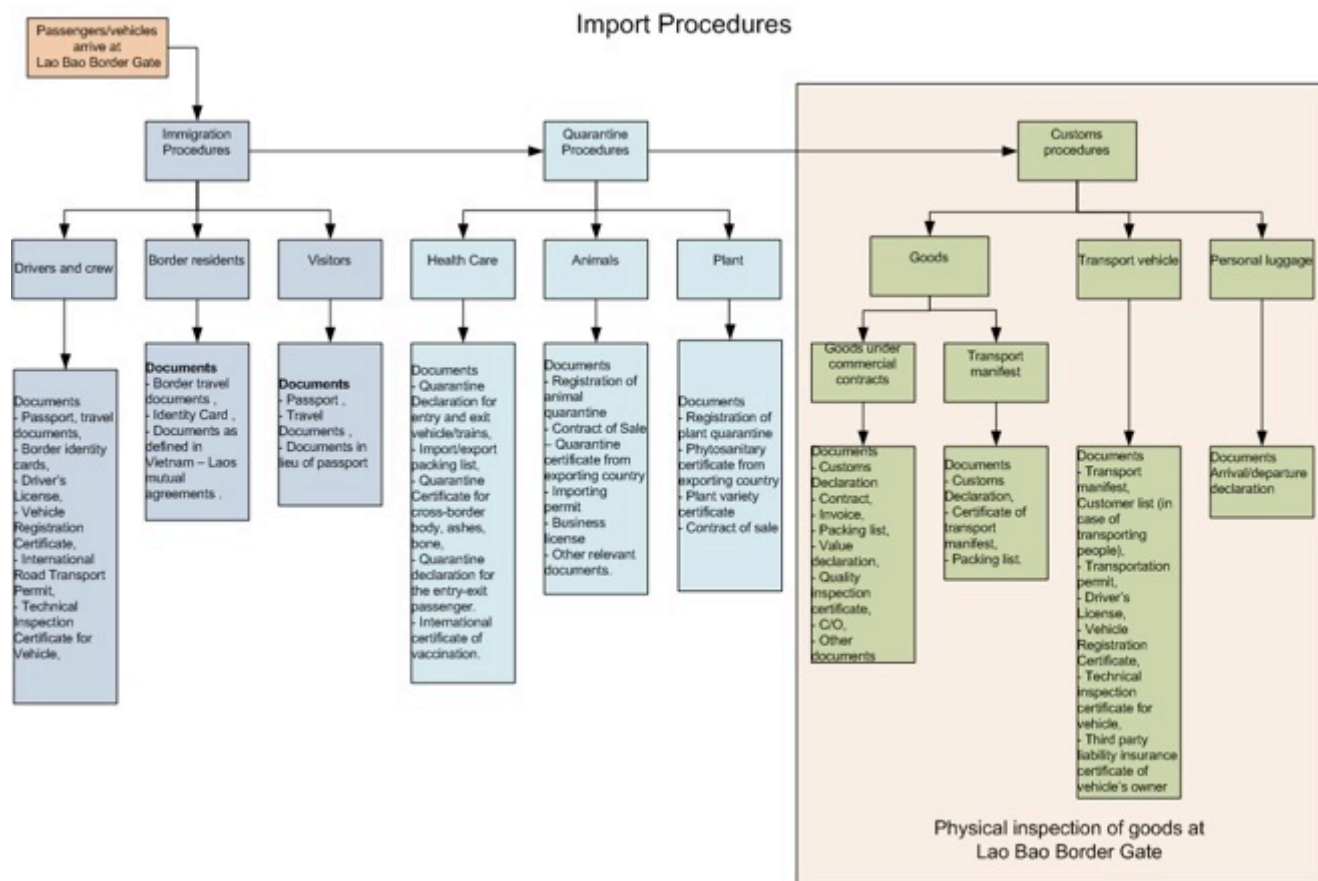 Import Procedures
Passengers/vehicles
arrive at
Lao Bao Border Gate
Immigration
Procedures
Quarantine
Procedures
Customs
procedures
Drivers and crew
Border residents
Visitors
Health Care
Animals
Plant
Goods
Transport vehicle
Personal luggage
Goods under
commercial
contracts
Transport
manifest
Documents
- Passport, travel
documents,
- Border identity
cards,
- Driver's
License,
- Vehicle
Registration
Certificate,
- International
Road Transport
Permit,
- Technical
Inspection
Certificate for
Vehicle,
Documents
- Border travel
documents ,
- Identity Card ,
- Documents as
defined in
Vietnam – Laos
mutual
agreements .
Documents
- Passport ,
- Travel
Documents ,
- Documents in
lieu of passport
Documents
- Quarantine
Declaration for
entry and exit
vehicle/trains,
- Import/export
packing list,
- Quarantine
Certificate for
cross-border
body, ashes,
bone,
- Quarantine
declaration for
the entry-exit
passenger.
- International
certificate of
vaccination.
Documents
- Registration of
animal
quarantine
- Contract of Sale
– Quarantine
certificate from
exporting country
- Importing
permit
- Business
license
- Other relevant
documents.
Documents
- Registration of
plant quarantine
- Phytosanitary
certificate from
exporting country
- Plant variety
certificate
- Contract of sale
Documents
- Customs
Declaration
- Contract,
- Invoice,
- Packing list,
- Value
declaration,
- Quality
inspection
certificate,
- C/O,
- Other
documents
Documents
- Customs
Declaration,
- Certificate of
transport
manifest,
- Packing list.
Documents
- Transport
manifest,
Customer list (in
case of
transporting
people),
- Transportation
permit,
- Driver's
License,
- Vehicle
Registration
Certificate,
- Technical
inspection
certificate for
vehicle,
- Third party
liability insurance
certificate of
vehicle's owner
Documents
Arrival/departure
declaration
Physical inspection of goods at
Lao Bao Border Gate